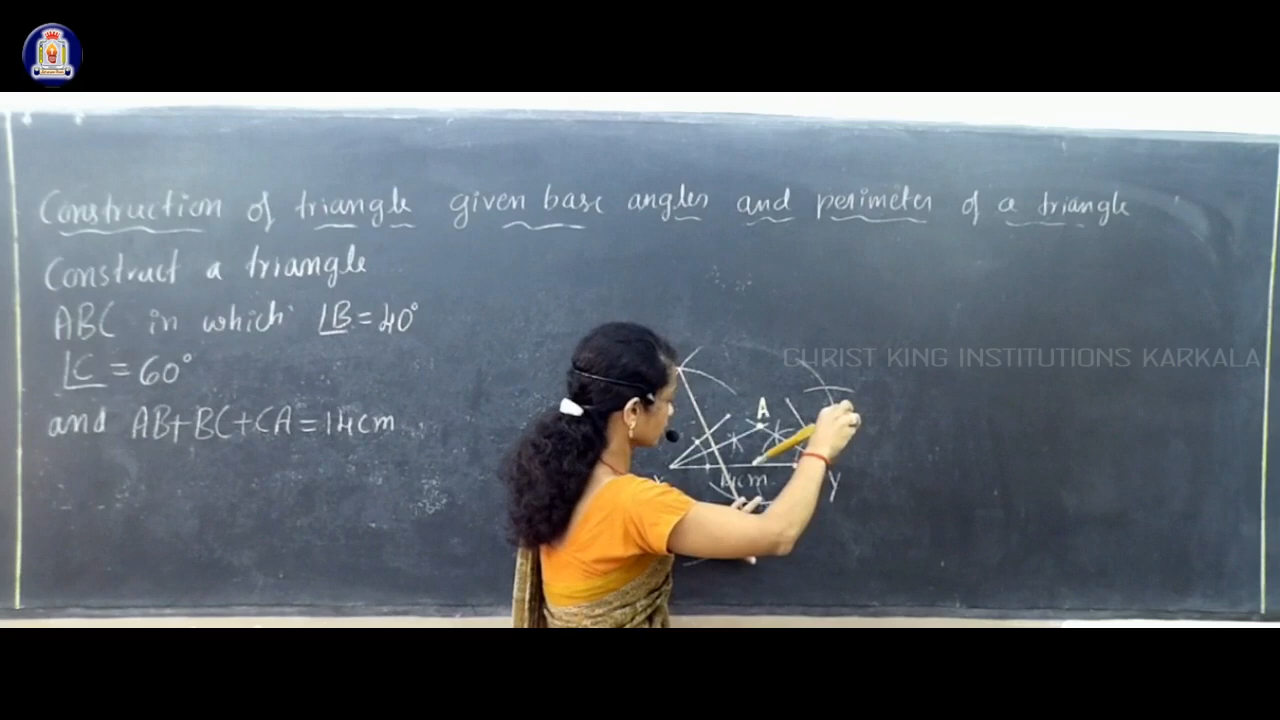 Construction of triangle given base angles and perimeter of a triangle
Construct a triangle
ABC in which ∠B = 40°
∠C = 60°
and AB+BC+CA = 14cm
CHRIST KING INSTITUTIONS KARKALA
A
14cm
X
Y